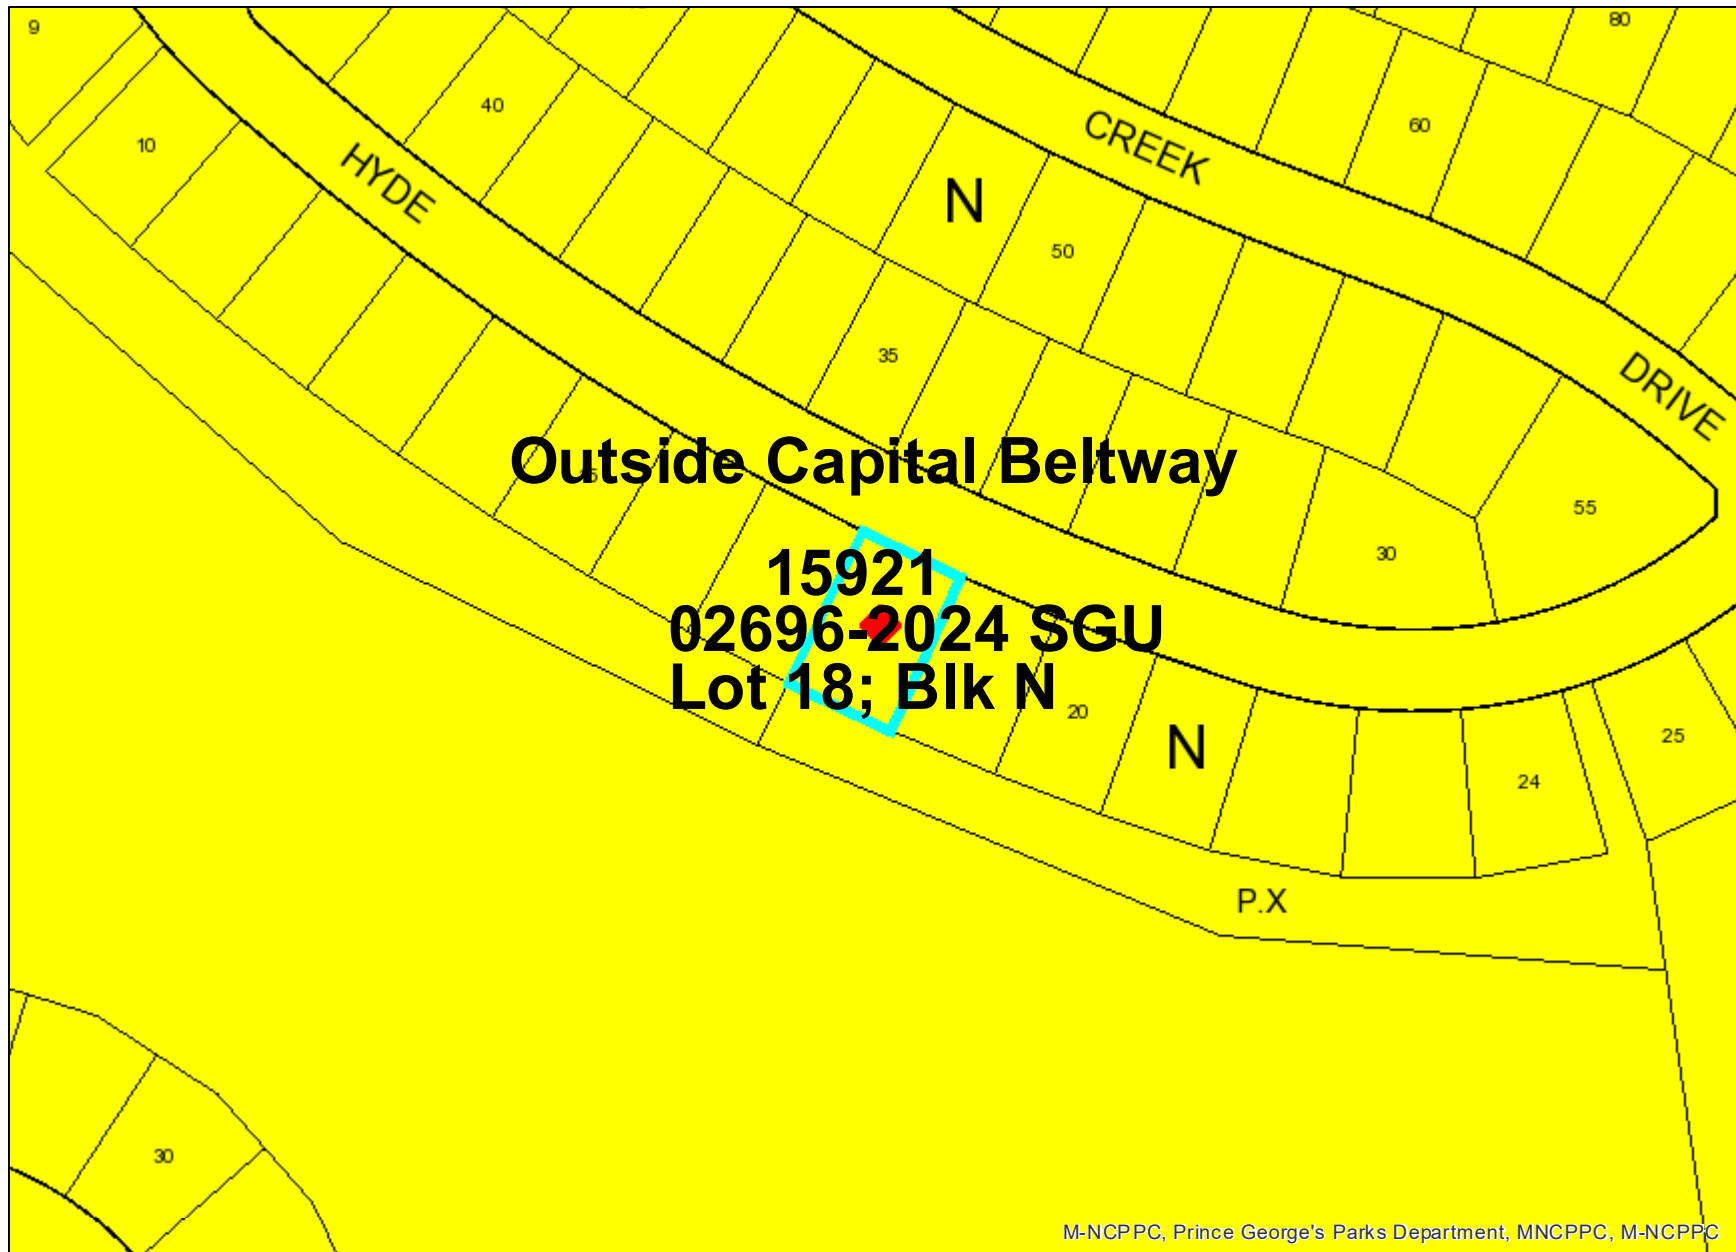 9
80
40
10
HYDE
CREEK
60
N
50
35
DRIVE
Outside Capital Beltway
55
30
15921
02696-2024 SGU
Lot 18; Blk N
20
N
25
24
P.X
30
M-NCPPC, Prince George's Parks Department, MNCPPC, M-NCPPC